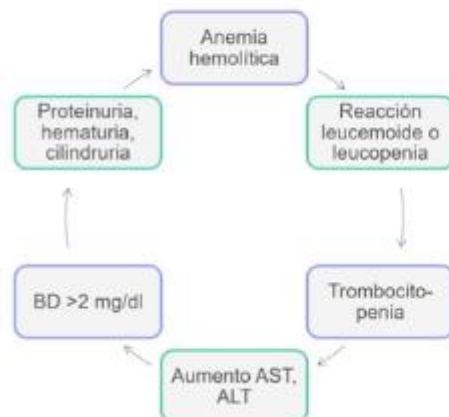 Anemia
hemolítica
Reacción
leucemoide o
leucopenia
Trombocito-
penia
Aumento AST,
ALT
BD >2 mg/dl
Proteinuria,
hematuria,
cilindruria